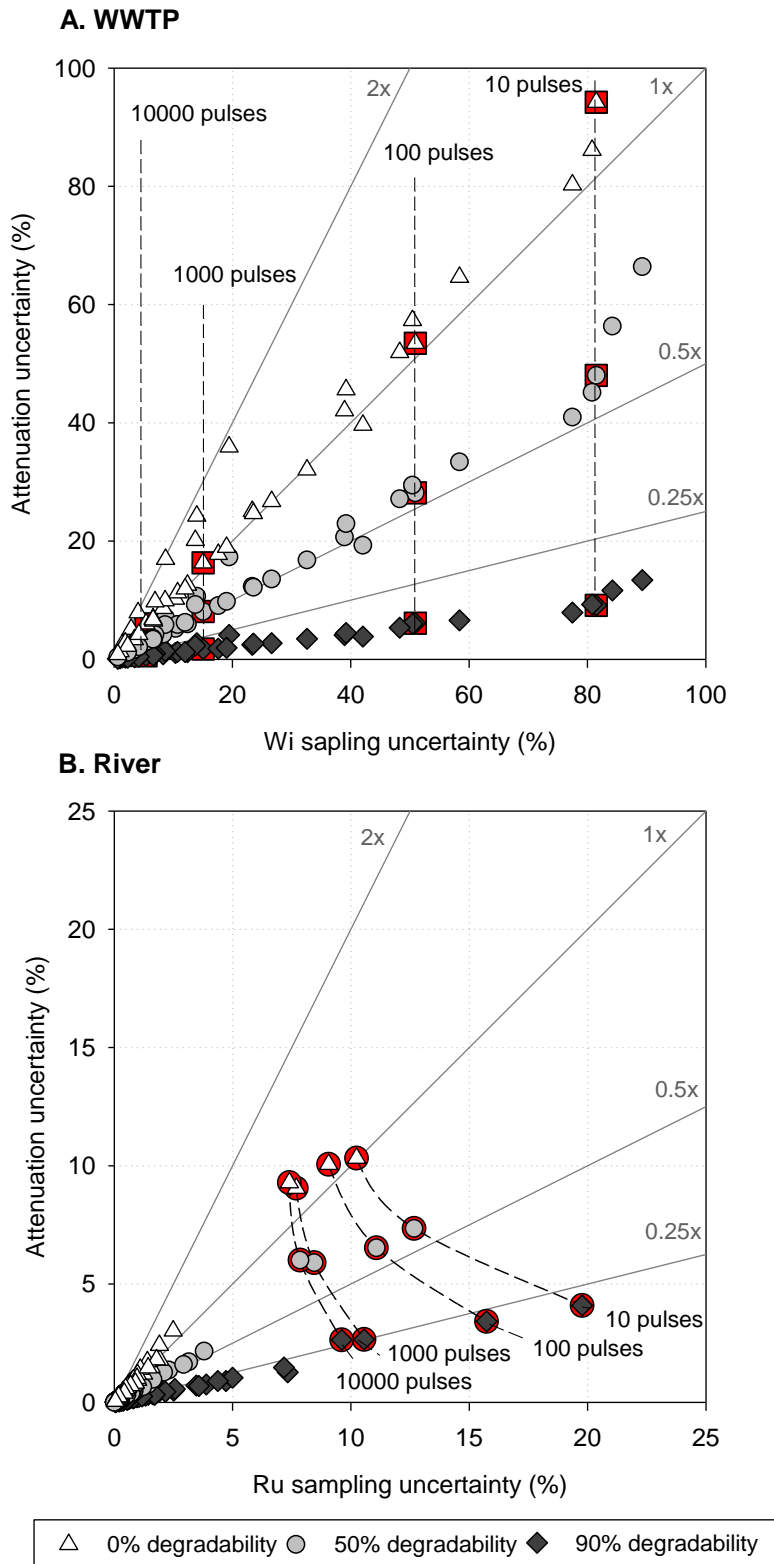 A. WWTP
100
2x
10 pulses
1x
10000 pulses
100 pulses
80
1000 pulses
60
0.5x
40
0.25x
20
0
0 20 40 60 80 100
Attenuation uncertainty (%)
Wi sapling uncertainty (%)
B. River
25
2x
1x
20
15
0.5x
10
0.25x
5
10 pulses
100 pulses
1000 pulses
10000 pulses
0
0 5 10 15 20 25
Attenuation uncertainty (%)
Ru sampling uncertainty (%)
0% degradability 50% degradability 90% degradability